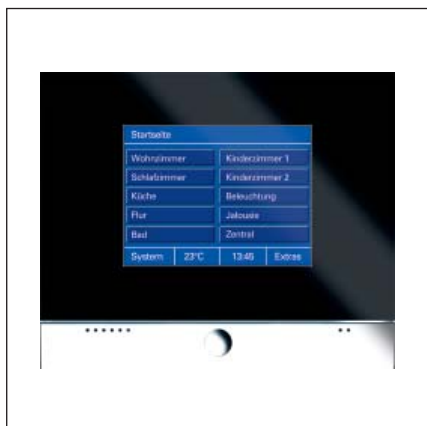 Startseite
Wohnzimmer Kinderzimmer 1
Schlafzimmer Kinderzimmer 2
Küche Beleuchtung
Flur Jalousie
Bad Zentral
System 23°C 13:45 Extras